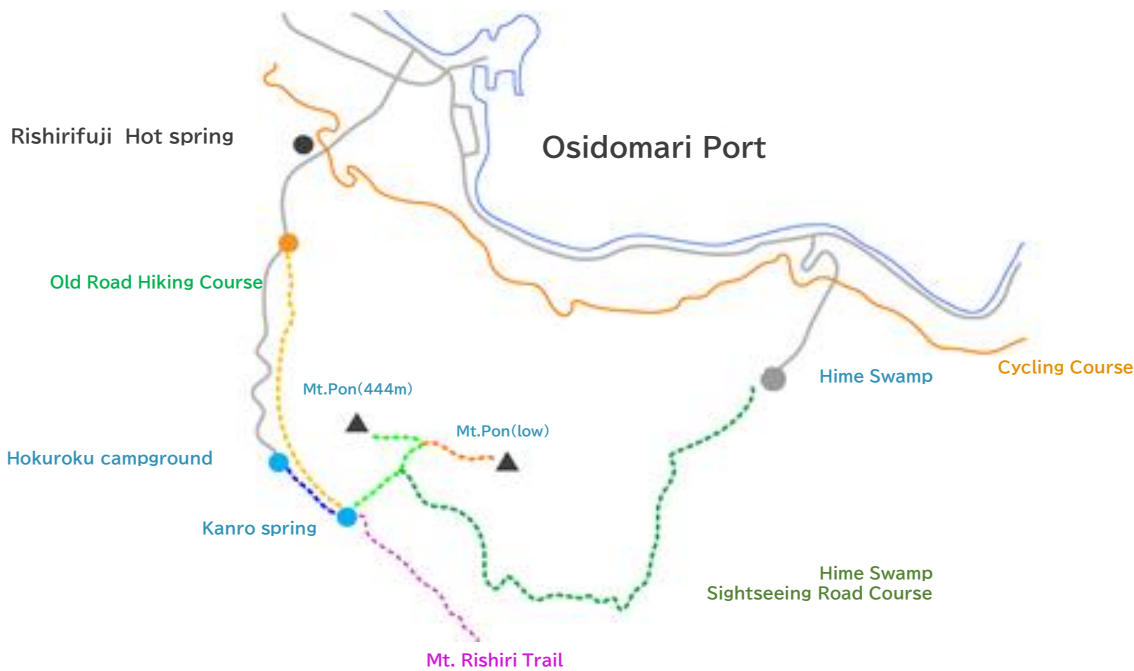 Rishirifuji Hot spring
Osidomari Port
Old Road Hiking Course
Mt.Pon(444m)
Hime Swamp
Cycling Course
Mt.Pon(low)
Hokuroku campground
Kanro spring
Hime Swamp
Sightseeing Road Course
Mt. Rishiri Trail